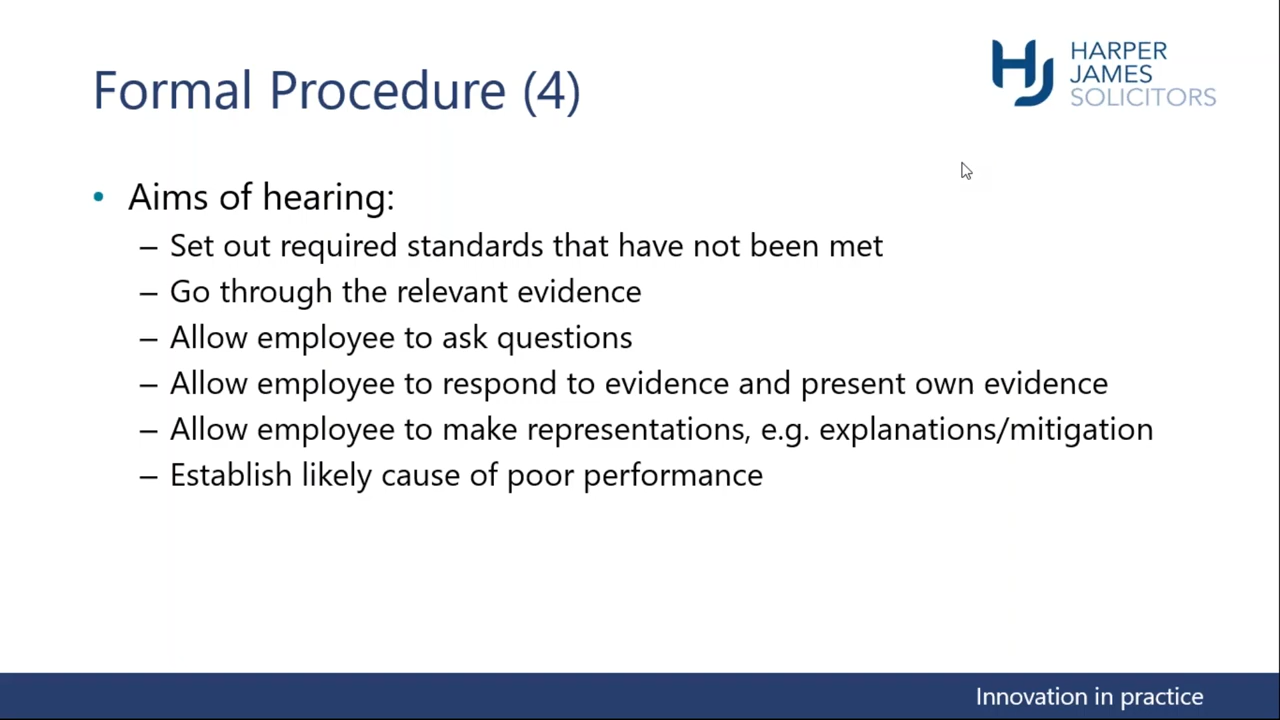 HARPER
JAMES
SOLICITORS
Formal Procedure (4)
• Aims of hearing:
– Set out required standards that have not been met
– Go through the relevant evidence
– Allow employee to ask questions
– Allow employee to respond to evidence and present own evidence
– Allow employee to make representations, e.g. explanations/mitigation
– Establish likely cause of poor performance
Innovation in practice